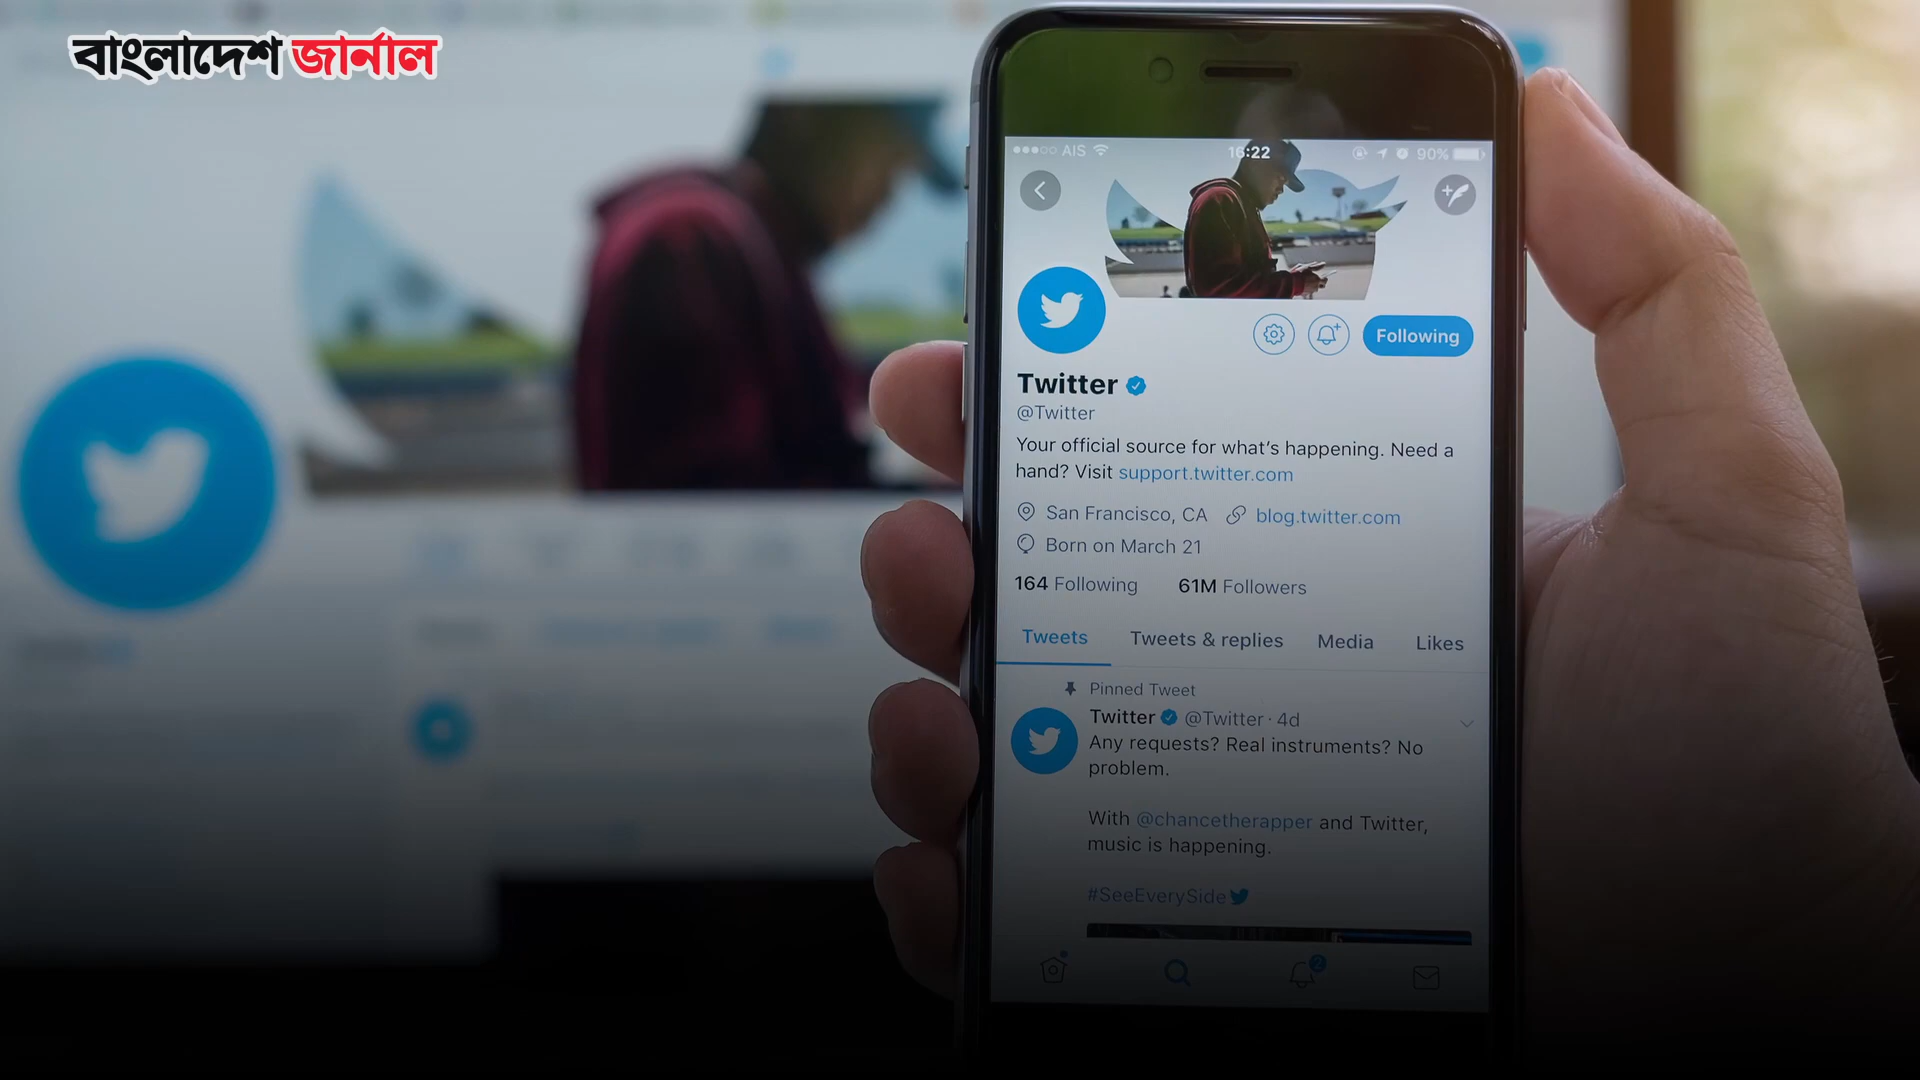 বাংলাদেশ জার্নাল
AIS 16:22 90%
Following
Twitter
@Twitter
Your official source for what's happening. Need a
hand? Visit support.twitter.com
San Francisco, CA blog.twitter.com
Born on March 21
164 Following 61M Followers
Tweets Tweets & replies Media Likes
Pinned Tweet
Twitter @Twitter · 4d
Any requests? Real instruments? No
problem.
With @chancetherapper and Twitter,
music is happening.
#SeeEverySide
2